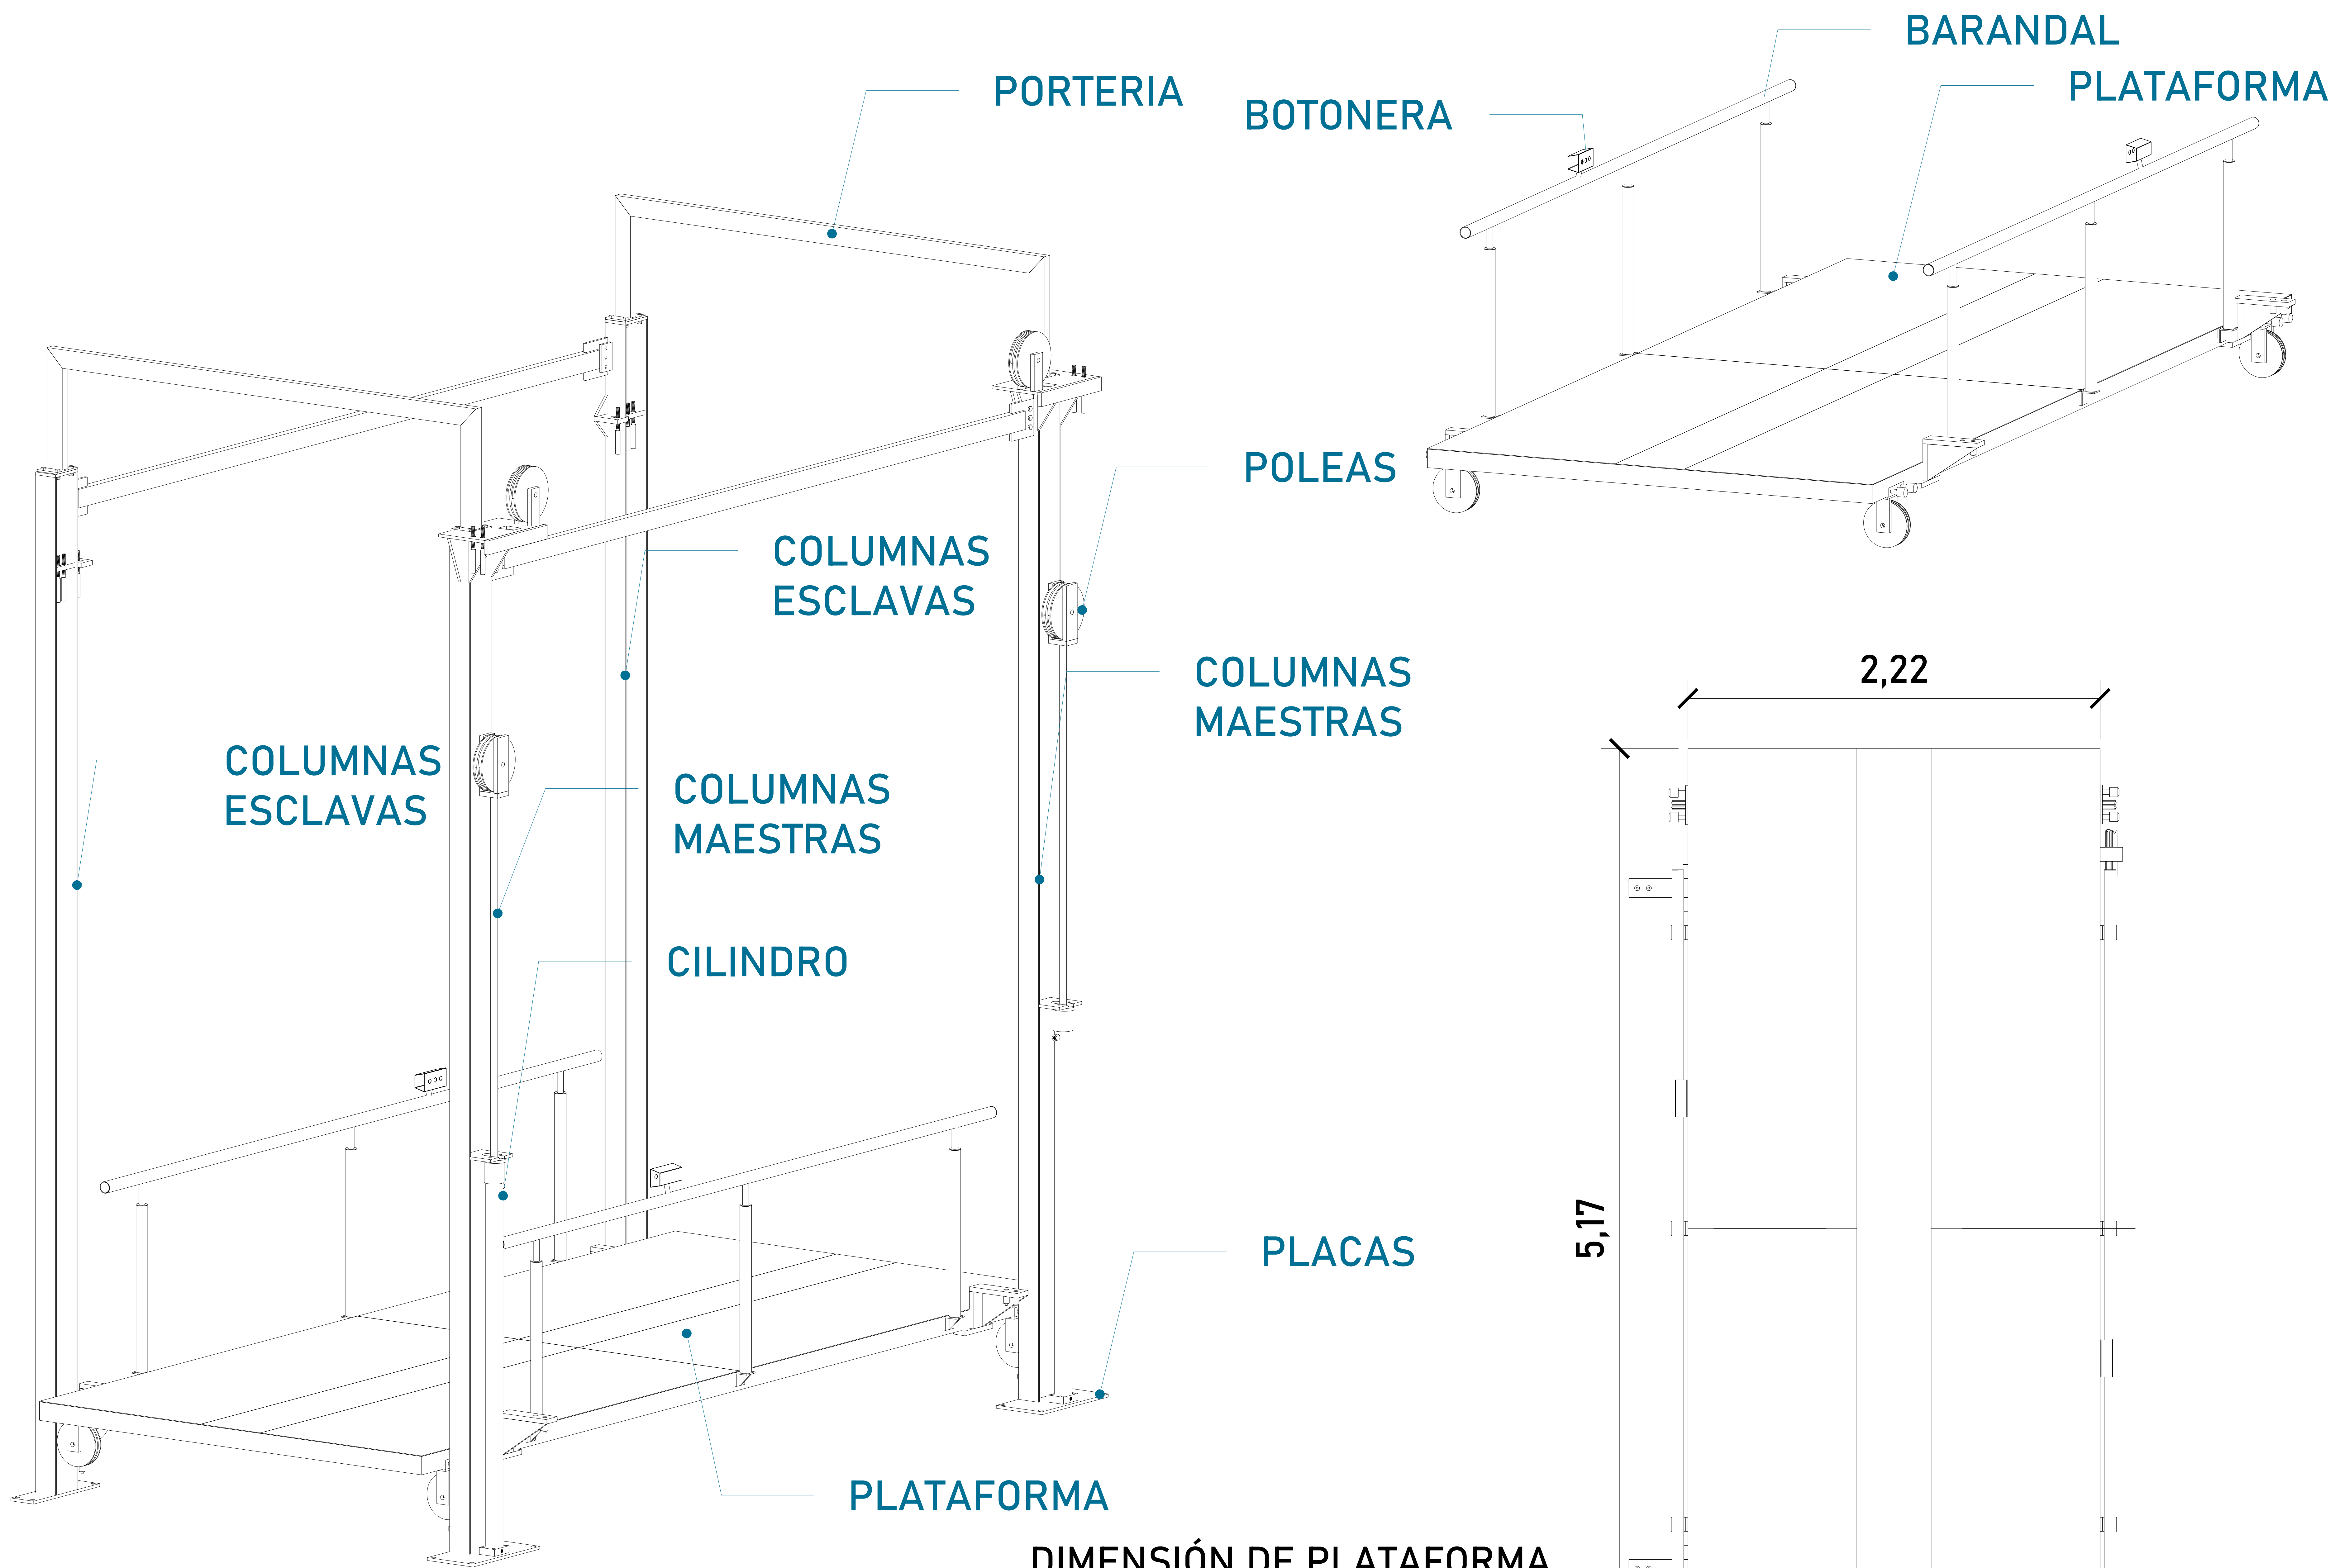 BARANDAL
PLATAFORMA
PORTERIA
BOTONERA
POLEAS
COLUMNAS
ESCLAVAS
COLUMNAS
MAESTRAS
2,22
COLUMNAS
ESCLAVAS
COLUMNAS
MAESTRAS
CILINDRO
5,17
PLACAS
PLATAFORMA
DIMENSIÓN DE PLATAFORMA